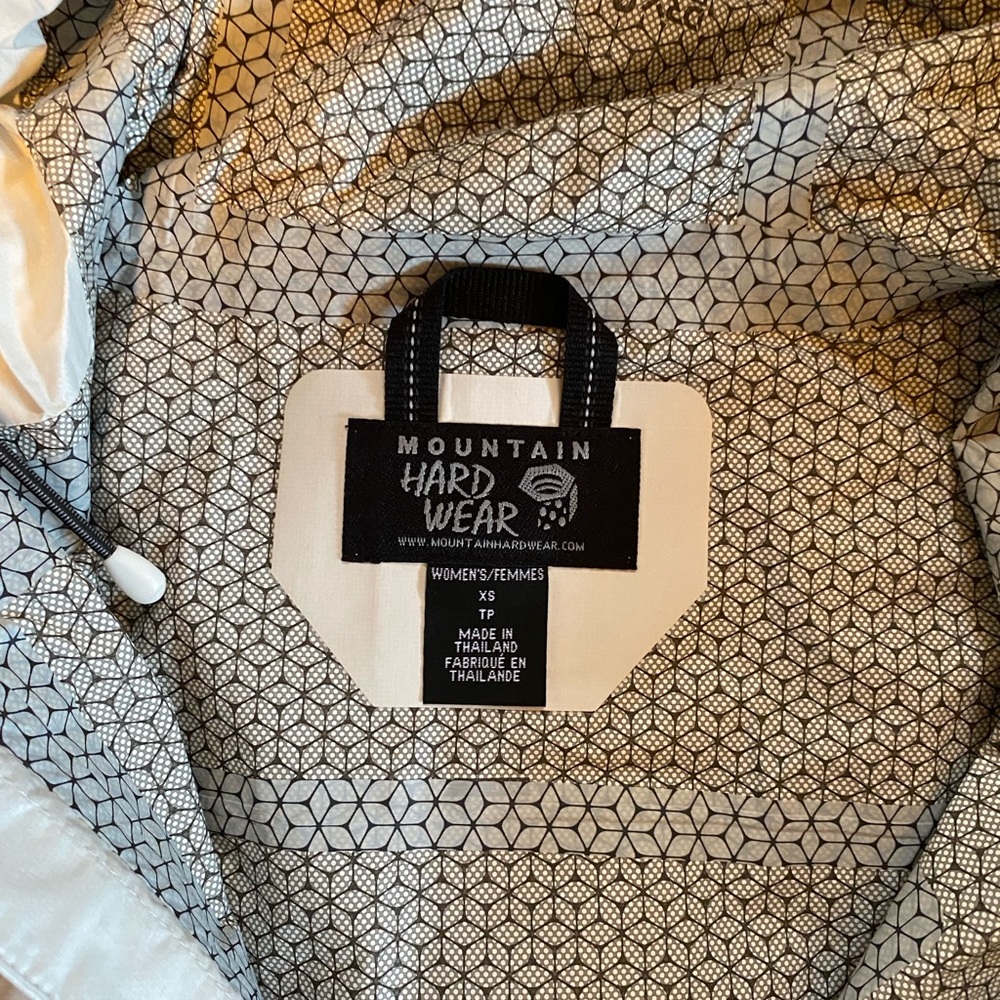 MOUNTAIN
HARD
WEAR
WWW.MOUNTAINHARDWEAR.COM
WOMEN'S/FEMMES
XS
TP
MADE IN
THAILAND
FABRIQUÉ EN
THAILANDE